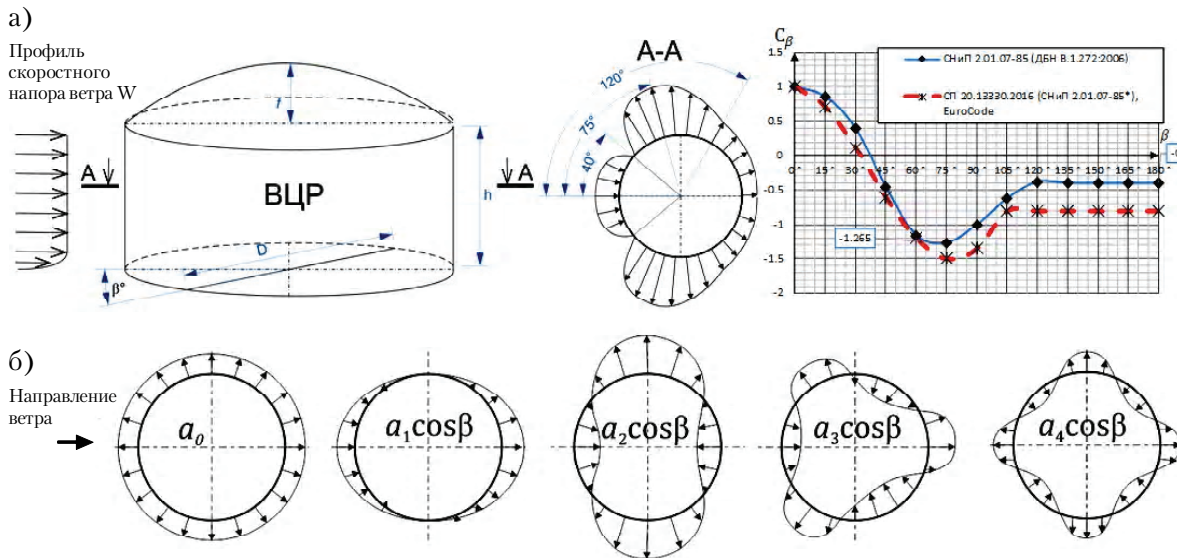 а)
Профиль
скоростного
напора ветра W
f
A
A
ВЦР
h
D
β°
A-A
120°
75°
40°
Cβ
1.5
1
0.5
0
-0.5
-1
-1.5
-2
СНиП 2.01.07-85 (ДБН В.1.272:2006)
СП 20.13330.2016 (СНиП 2.01.07-85*),
EuroCode
β
0° 15° 30° 45° 60° 75° 90° 105° 120° 135° 150° 165° 180°
-1.265
б)
Направление
ветра
a₀
a₁cosβ
a₂cosβ
a₃cosβ
a₄cosβ